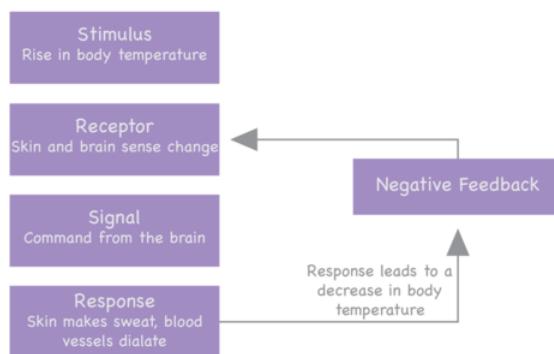 Stimulus
Rise in body temperature
Receptor
Skin and brain sense change
Negative Feedback
Signal
Command from the brain
Response leads to a
decrease in body
temperature
Response
Skin makes sweat, blood
vessels dialate